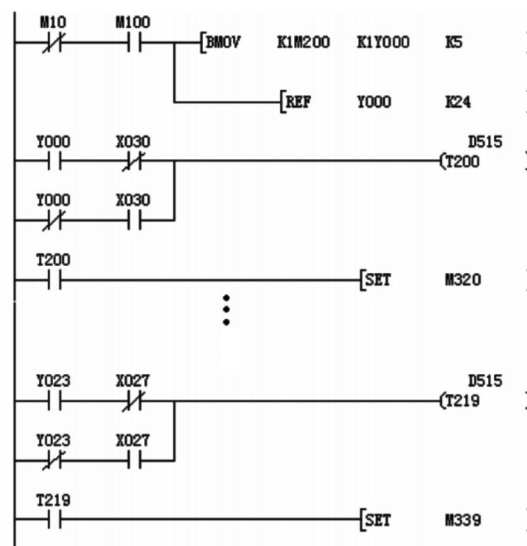 M10 M100
BMOV K1M200 K1Y000 K5
REF Y000 K24
Y000 X030 D515
T200
Y000 X030
T200
SET M320
Y023 X027 D515
T219
Y023 X027
T219
SET M339